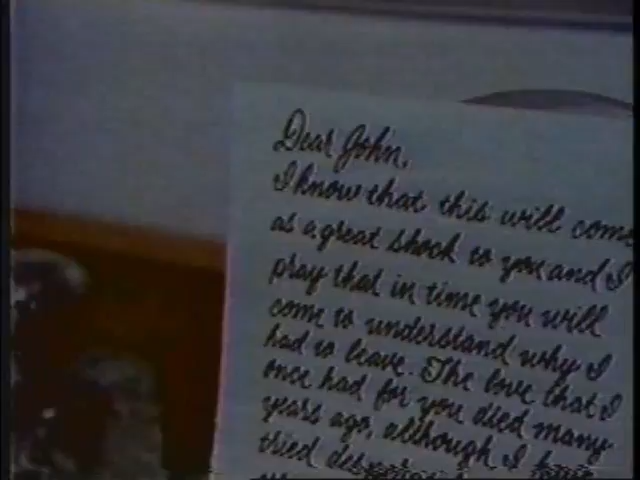 Dear John,
I know that this will come
as a great shock to you and I
pray that in time you will
come to understand why I
had to leave. The love that I
once had for you died many
years ago, although I have
tried